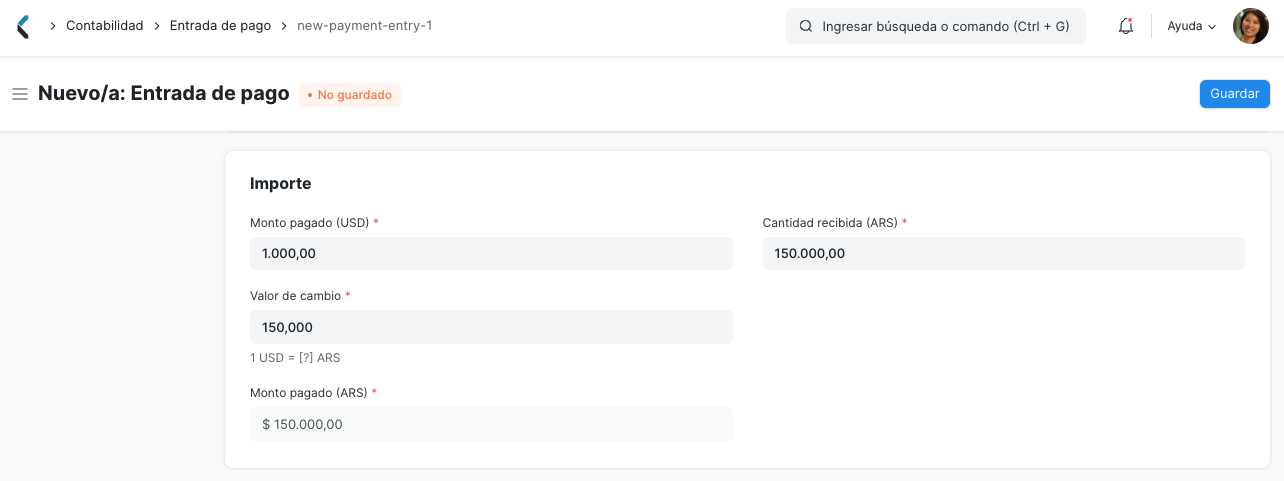 Contabilidad > Entrada de pago > new-payment-entry-1
Ingresar búsqueda o comando (Ctrl + G)
Ayuda
Nuevo/a: Entrada de pago
• No guardado
Guardar
Importe
Monto pagado (USD) *
1.000,00
Cantidad recibida (ARS) *
150.000,00
Valor de cambio *
150,000
1 USD = [?] ARS
Monto pagado (ARS) *
$ 150.000,00